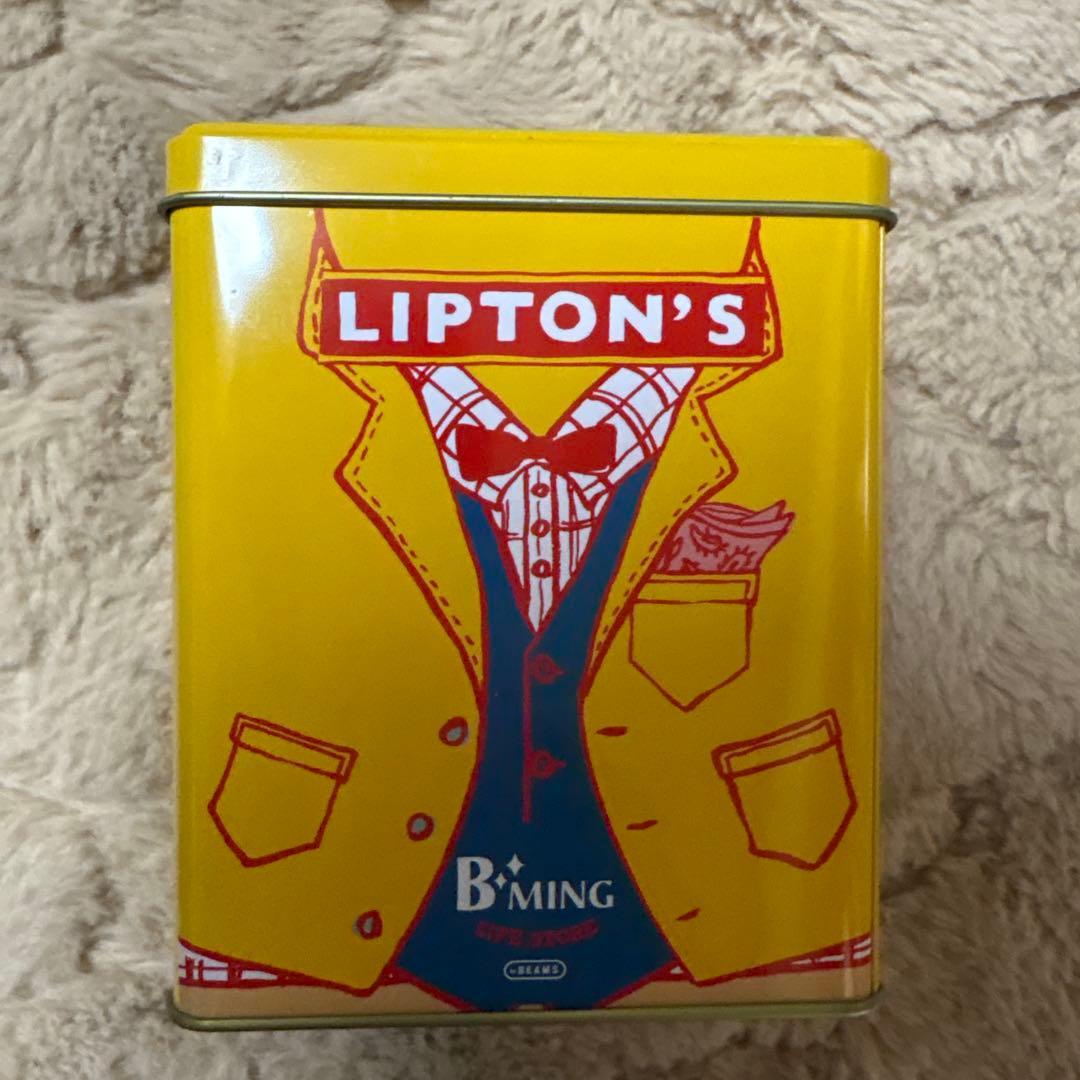 LIPTON'S
B MING
LIFE STORE
by BEAMS